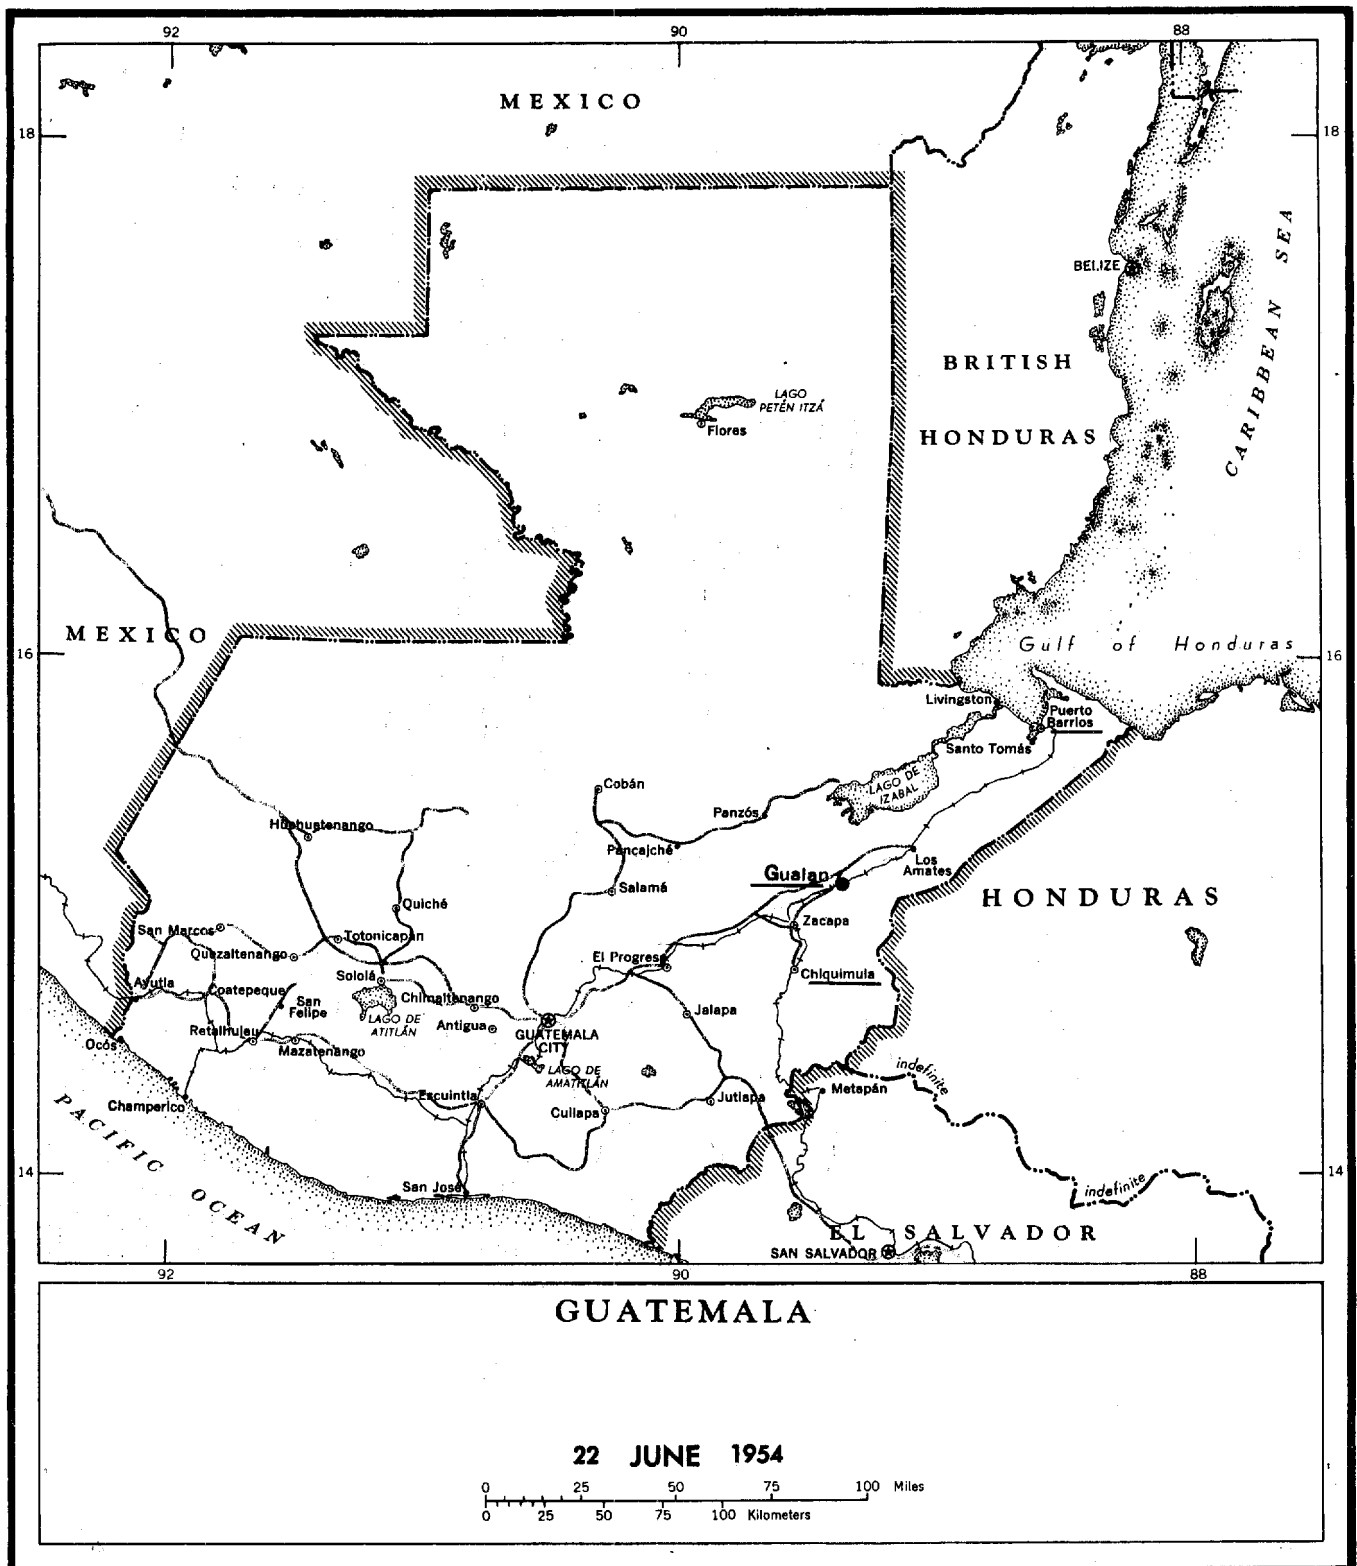 92 90 88
MEXICO
18 18
BELIZE
CARIBBEAN SEA
BRITISH
HONDURAS
LAGO
PETÉN ITZÁ
Flores
MEXICO
Gulf of Honduras
16 16
Livingston
Puerto
Barrios
Santo Tomás
LAGO DE
IZABAL
Cobán
Panzós
Huehuetenango
Pancajché
Los
Amates
Gualan
Salamá
HONDURAS
Quiché
Zacapa
San Marcos
Totonicapán
Quezaltenango
El Progreso
Chiquimula
Sololá
Ayutla
Coatepeque
San
Felipe
Chimaltenango
Jalapa
LAGO DE
ATITLÁN
Antigua
GUATEMALA
CITY
Retalhuleu
Mazatenango
Ocós
LAGO DE
AMATITLÁN
indefinite
Metapán
Champerico
Escuintla
Cuilapa
Jutiapa
PACIFIC OCEAN
14 14
San José
indefinite
EL SALVADOR
SAN SALVADOR
92 90 88
GUATEMALA
22 JUNE 1954
0 25 50 75 100 Miles
0 25 50 75 100 Kilometers